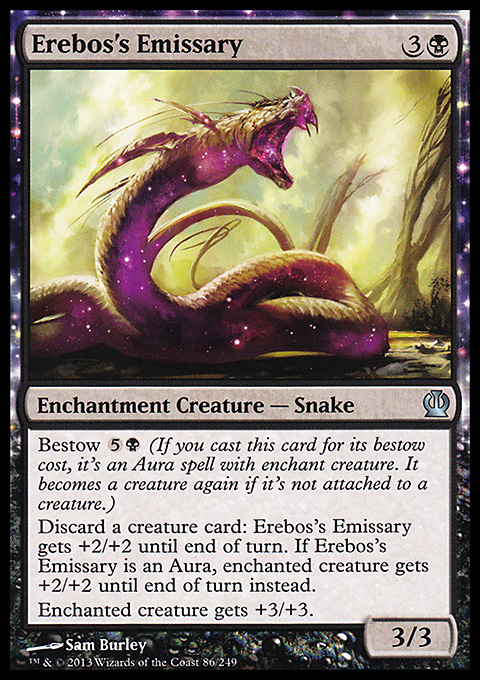 Erebos's Emissary 3
Enchantment Creature — Snake
Bestow 5 (If you cast this card for its bestow
cost, it's an Aura spell with enchant creature. It
becomes a creature again if it's not attached to a
creature.)
Discard a creature card: Erebos's Emissary
gets +2/+2 until end of turn. If Erebos's
Emissary is an Aura, enchanted creature gets
+2/+2 until end of turn instead.
Enchanted creature gets +3/+3.
3/3
Sam Burley
™ & © 2013 Wizards of the Coast 86/249